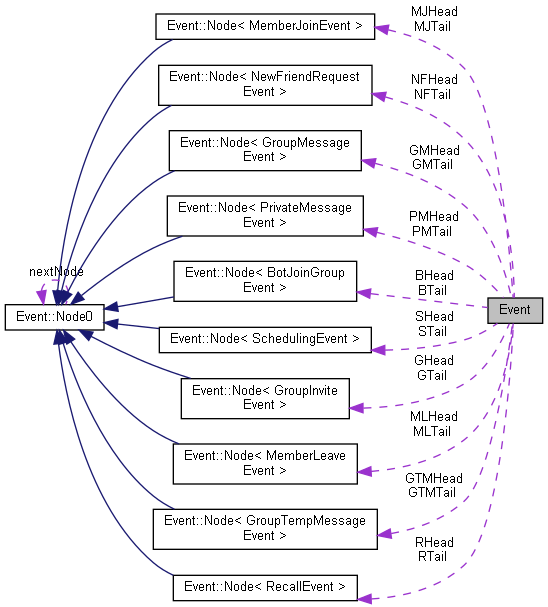 MJHead
MJTail
Event::Node< MemberJoinEvent >
NFHead
NFTail
Event::Node< NewFriendRequest
Event >
GMHead
GMTail
Event::Node< GroupMessage
Event >
PMHead
PMTail
Event::Node< PrivateMessage
Event >
nextNode
BHead
BTail
Event::Node< BotJoinGroup
Event >
Event::Node0
Event
SHead
STail
Event::Node< SchedulingEvent >
GHead
GTail
Event::Node< GroupInvite
Event >
MLHead
MLTail
Event::Node< MemberLeave
Event >
GTMHead
GTMTail
Event::Node< GroupTempMessage
Event >
RHead
RTail
Event::Node< RecallEvent >